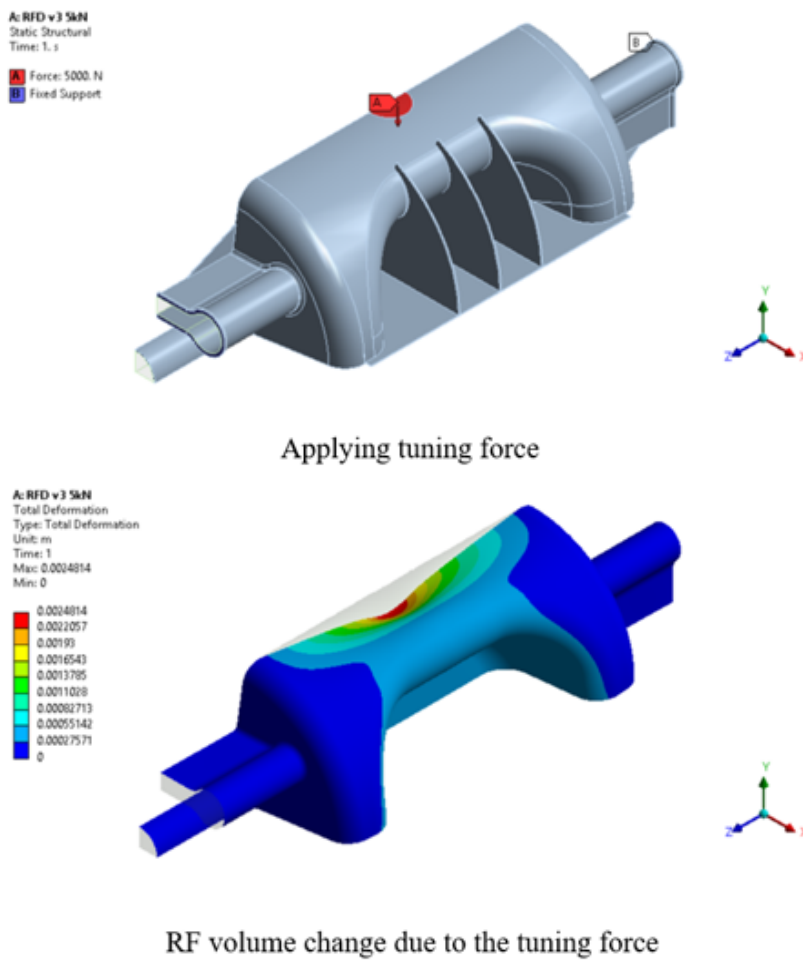 A: RFD v3 5kN
Static Structural
Time: 1. s
A Force: 5000. N
B Fixed Support
B
A
Y
Z X
Applying tuning force
A: RFD v3 5kN
Total Deformation
Type: Total Deformation
Unit: m
Time: 1
Max: 0.0024814
Min: 0
0.0024814
0.0022057
0.00193
0.0016543
0.0013785
0.0011028
0.00082713
0.00055142
0.00027571
0
Y
Z X
RF volume change due to the tuning force